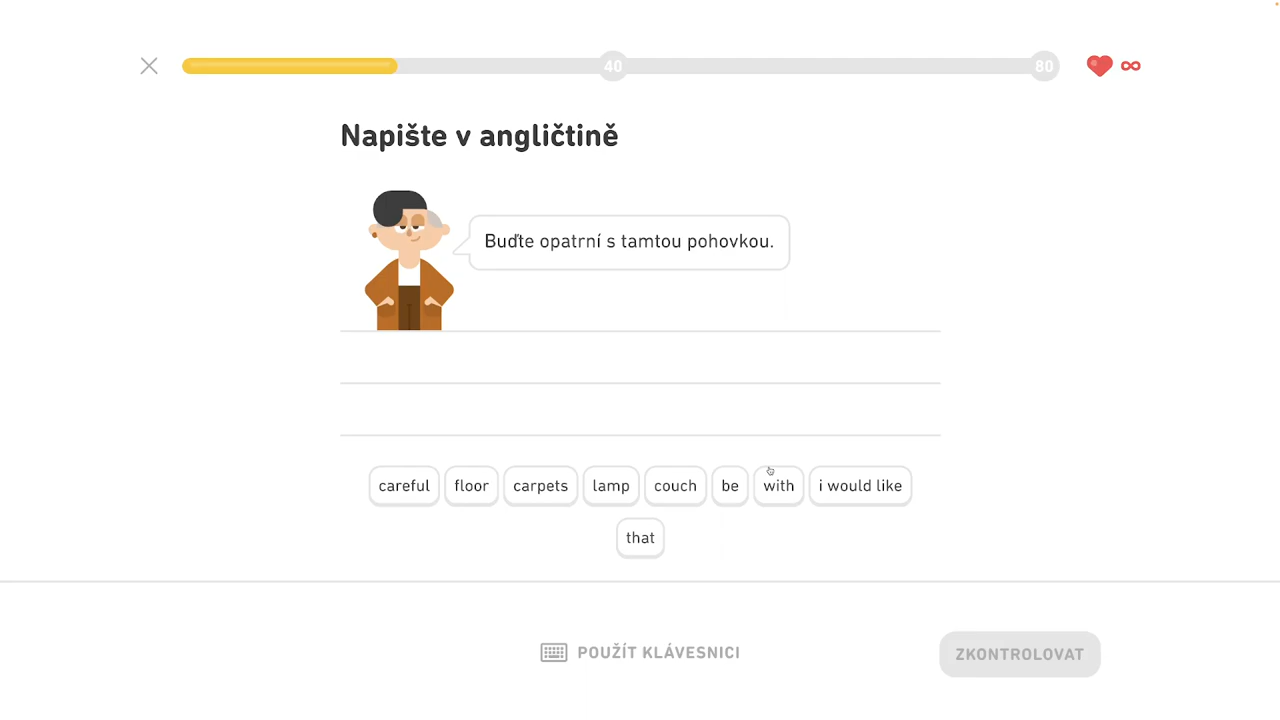 40
80
∞
Napište v angličtině
Buďte opatrní s tamtou pohovkou.
careful floor carpets lamp couch be with i would like
that
POUŽÍT KLÁVESNICI
ZKONTROLOVAT